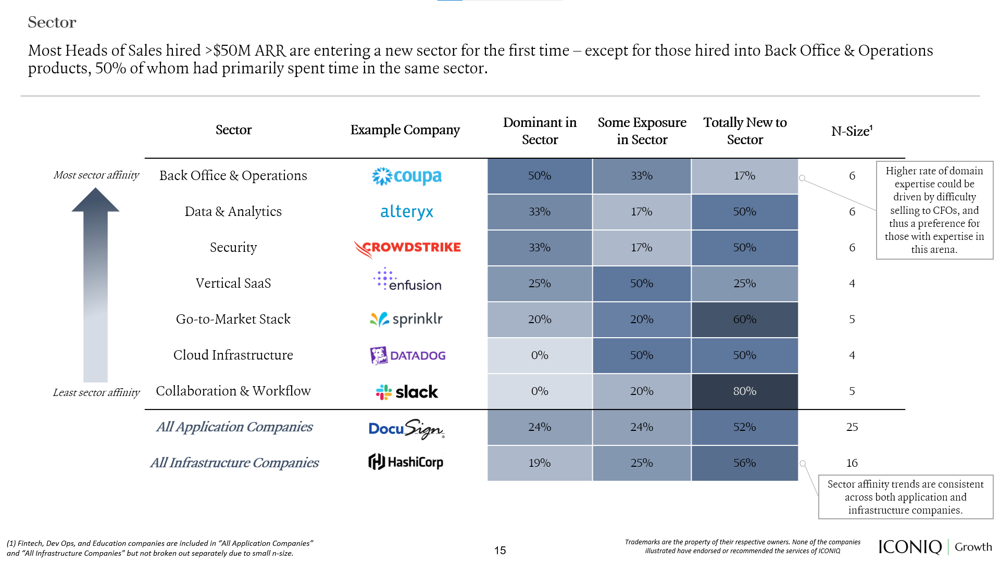 Sector
Most Heads of Sales hired >$50M ARR are entering a new sector for the first time – except for those hired into Back Office & Operations
products, 50% of whom had primarily spent time in the same sector.
Sector Example Company Dominant in Sector Some Exposure in Sector Totally New to Sector N-Size¹
Most sector affinity
Back Office & Operations coupa 50% 33% 17% 6
Data & Analytics alteryx 33% 17% 50% 6
Security CROWDSTRIKE 33% 17% 50% 6
Vertical SaaS enfusion 25% 50% 25% 4
Go-to-Market Stack sprinklr 20% 20% 60% 5
Cloud Infrastructure DATADOG 0% 50% 50% 4
Least sector affinity
Collaboration & Workflow slack 0% 20% 80% 5
All Application Companies DocuSign® 24% 24% 52% 25
All Infrastructure Companies HashiCorp 19% 25% 56% 16
Higher rate of domain
expertise could be
driven by difficulty
selling to CFOs, and
thus a preference for
those with expertise in
this arena.
Sector affinity trends are consistent
across both application and
infrastructure companies.
(1) Fintech, Dev Ops, and Education companies are included in “All Application Companies”
and “All Infrastructure Companies” but not broken out separately due to small n-size.
15
Trademarks are the property of their respective owners. None of the companies
illustrated have endorsed or recommended the services of ICONIQ
ICONIQ | Growth